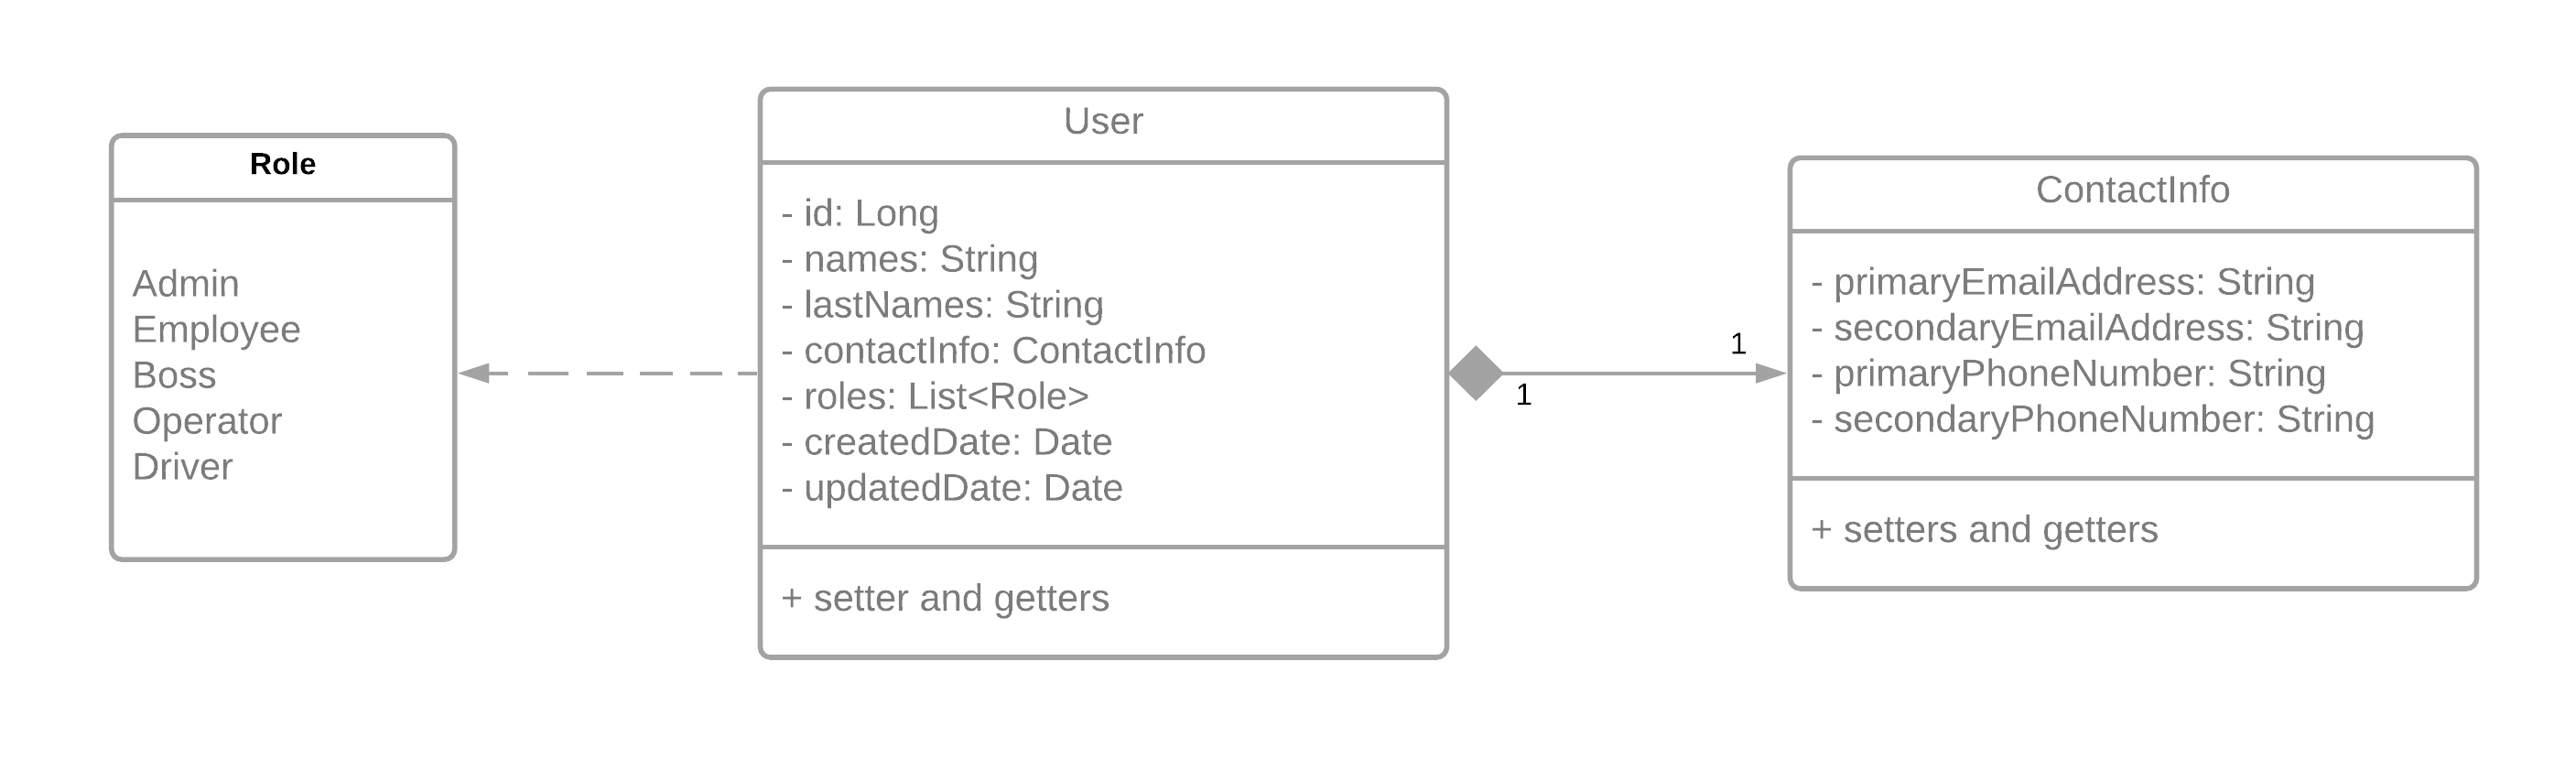 Role
Admin
Employee
Boss
Operator
Driver
User
- id: Long
- names: String
- lastNames: String
- contactInfo: ContactInfo
- roles: List<Role>
- createdDate: Date
- updatedDate: Date
+ setter and getters
1
1
ContactInfo
- primaryEmailAddress: String
- secondaryEmailAddress: String
- primaryPhoneNumber: String
- secondaryPhoneNumber: String
+ setters and getters